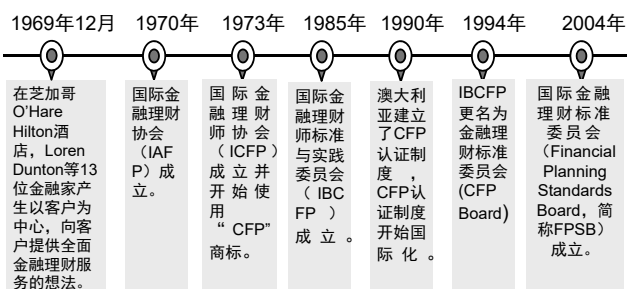 1969年12月
1970年
1973年
1985年
1990年
1994年
2004年
在芝加哥
O'Hare
Hilton酒
店，Loren
Dunton等13
位金融家产
生以客户为
中心，向客
户提供全面
金融理财服
务的想法。
国际金
融理财
协会
（IAF
P）成
立。
国际金
融理财
师协会
（ICFP）
成立并
开始使
用
“CFP”
商标。
国际金
融理财
师标准
与实践
委员会
（IBC
FP）
成立。
澳大利
亚建立
了CFP
认证制
度，
CFP认
证制度
开始国
际化。
IBCFP
更名为
金融理
财标准
委员会
(CFP
Board)
国际金融
理财标准
委员会
（Financial
Planning
Standards
Board，简
称FPSB）
成立。